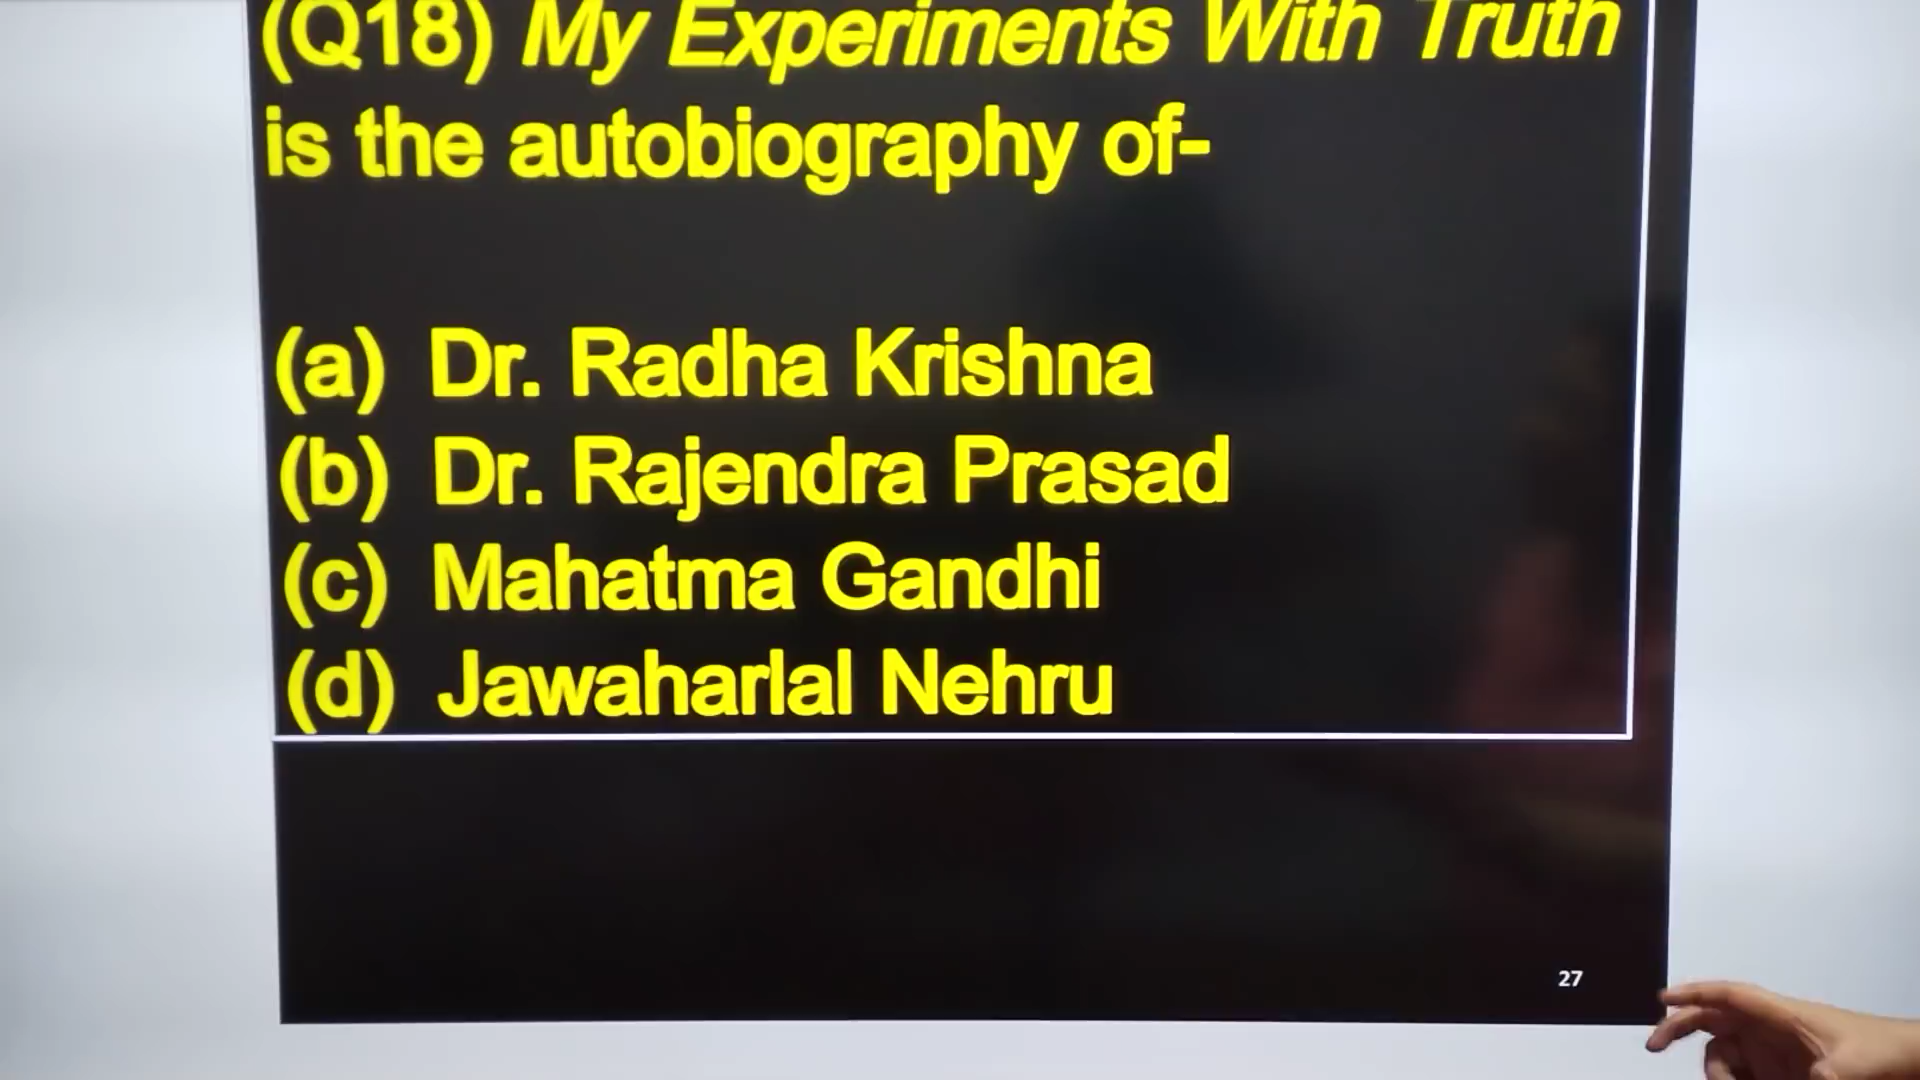 (Q18) My Experiments With Truth
is the autobiography of-
(a) Dr. Radha Krishna
(b) Dr. Rajendra Prasad
(c) Mahatma Gandhi
(d) Jawaharlal Nehru
27